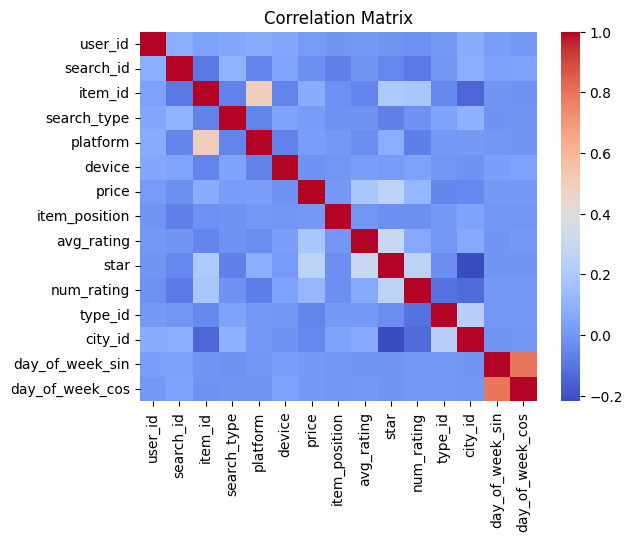 Correlation Matrix
user_id
search_id
item_id
search_type
platform
device
price
item_position
avg_rating
star
num_rating
type_id
city_id
day_of_week_sin
day_of_week_cos
user_id
search_id
item_id
search_type
platform
device
price
item_position
avg_rating
star
num_rating
type_id
city_id
day_of_week_sin
day_of_week_cos
1.0
0.8
0.6
0.4
0.2
0.0
−0.2